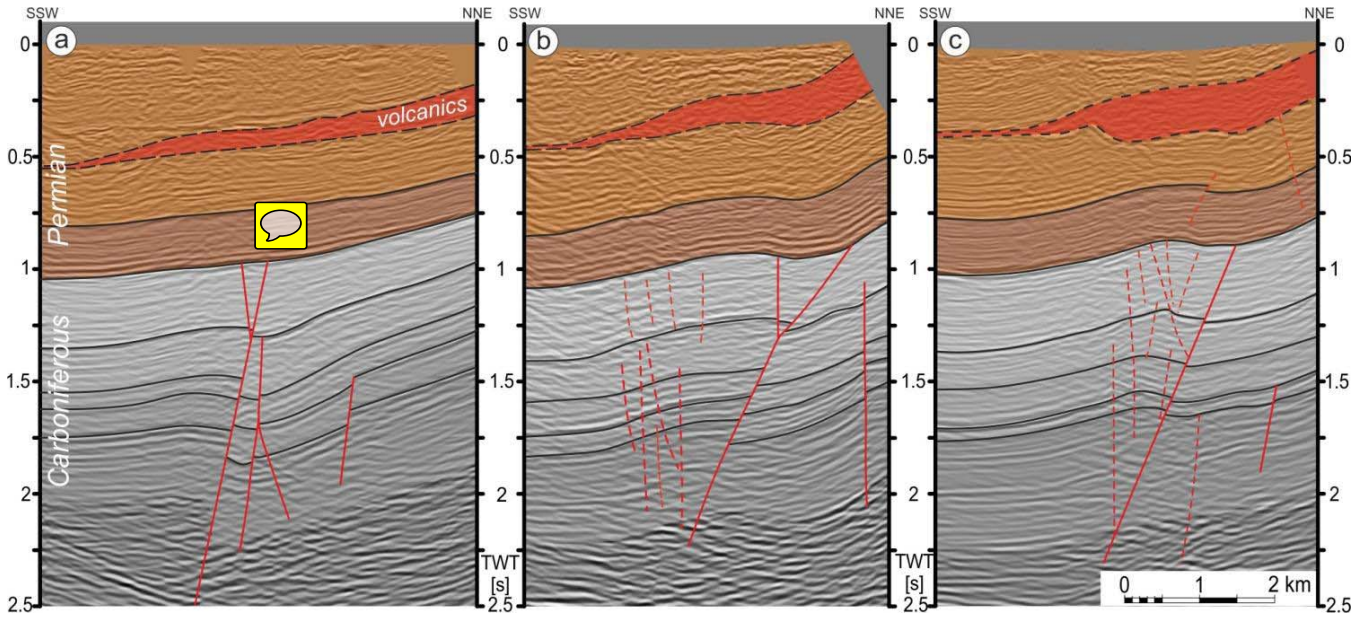 SSW NNE SSW NNE SSW NNE
a b c
0 0 0 0
volcanics
0.5 0.5 0.5 0.5
Permian
1 1 1 1
Carboniferous
1.5 1.5 1.5 1.5
2 2 2 2
TWT TWT
[s] [s]
0 1 2 km
2.5 2.5 2.5 2.5